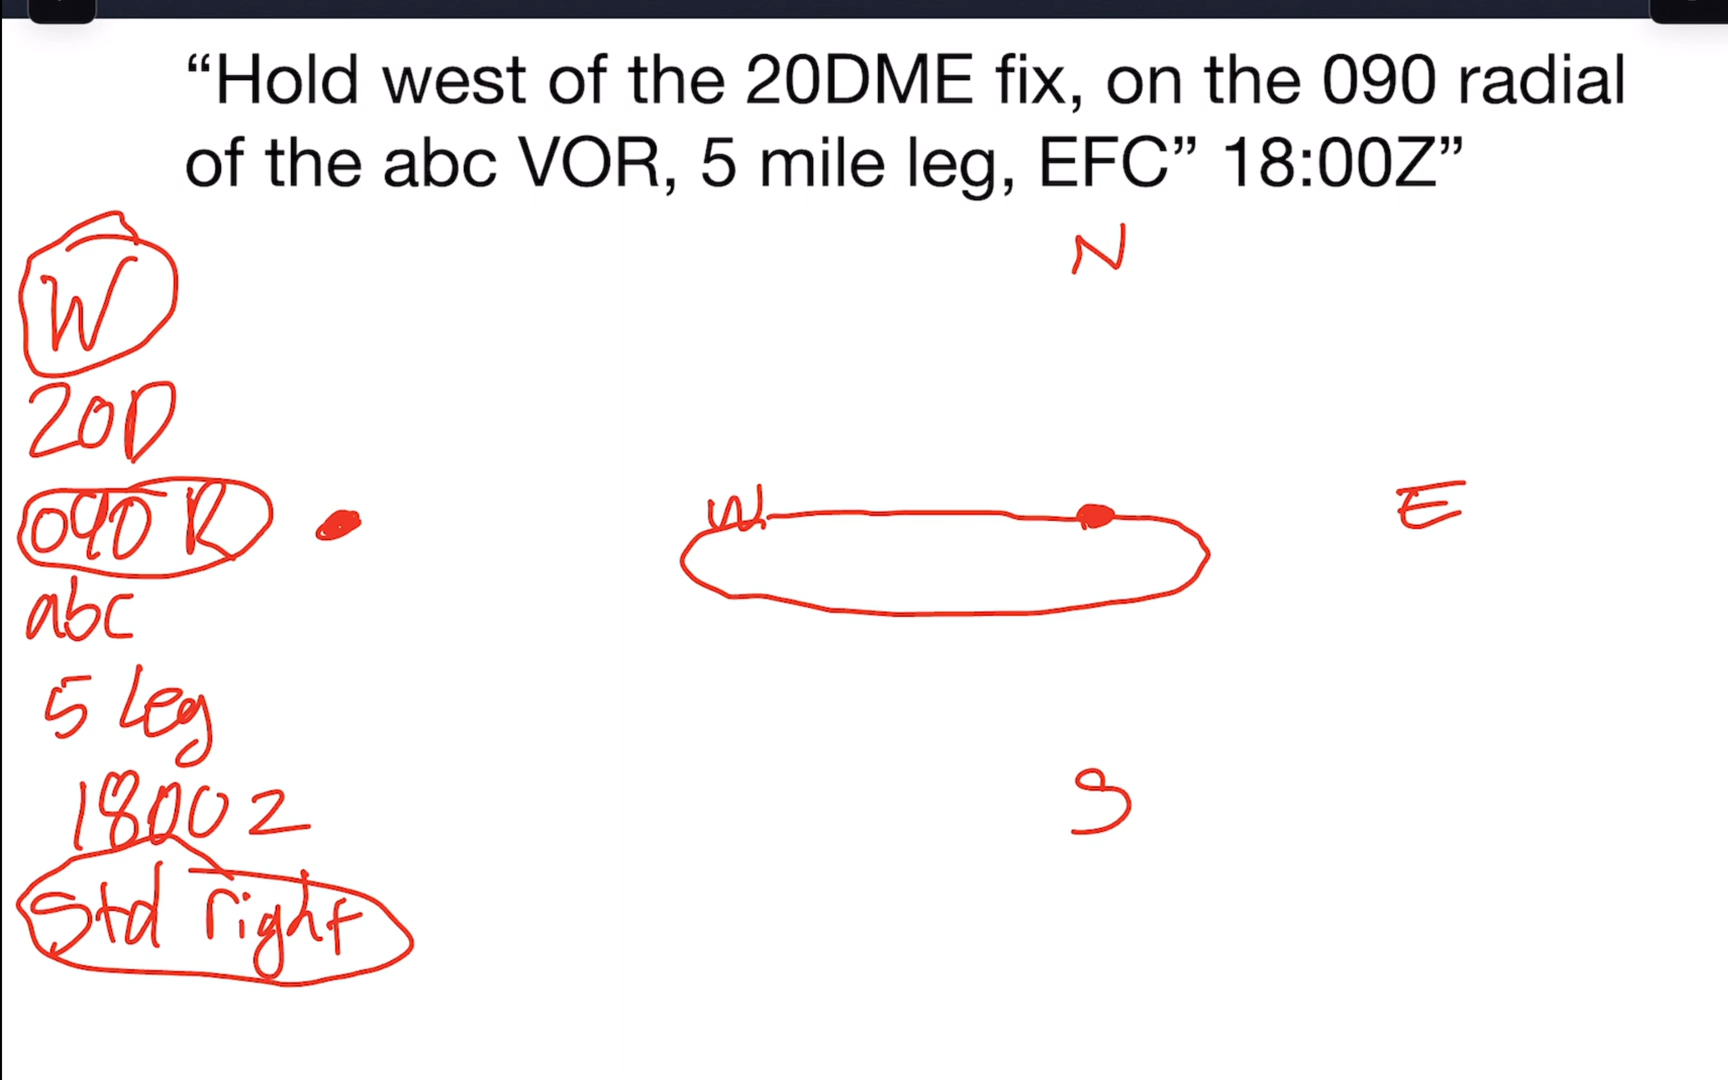 “Hold west of the 20DME fix, on the 090 radial
of the abc VOR, 5 mile leg, EFC” 18:00Z”
N
W
20D
090 R
W
E
abc
5 leg
1800 Z
S
Std right